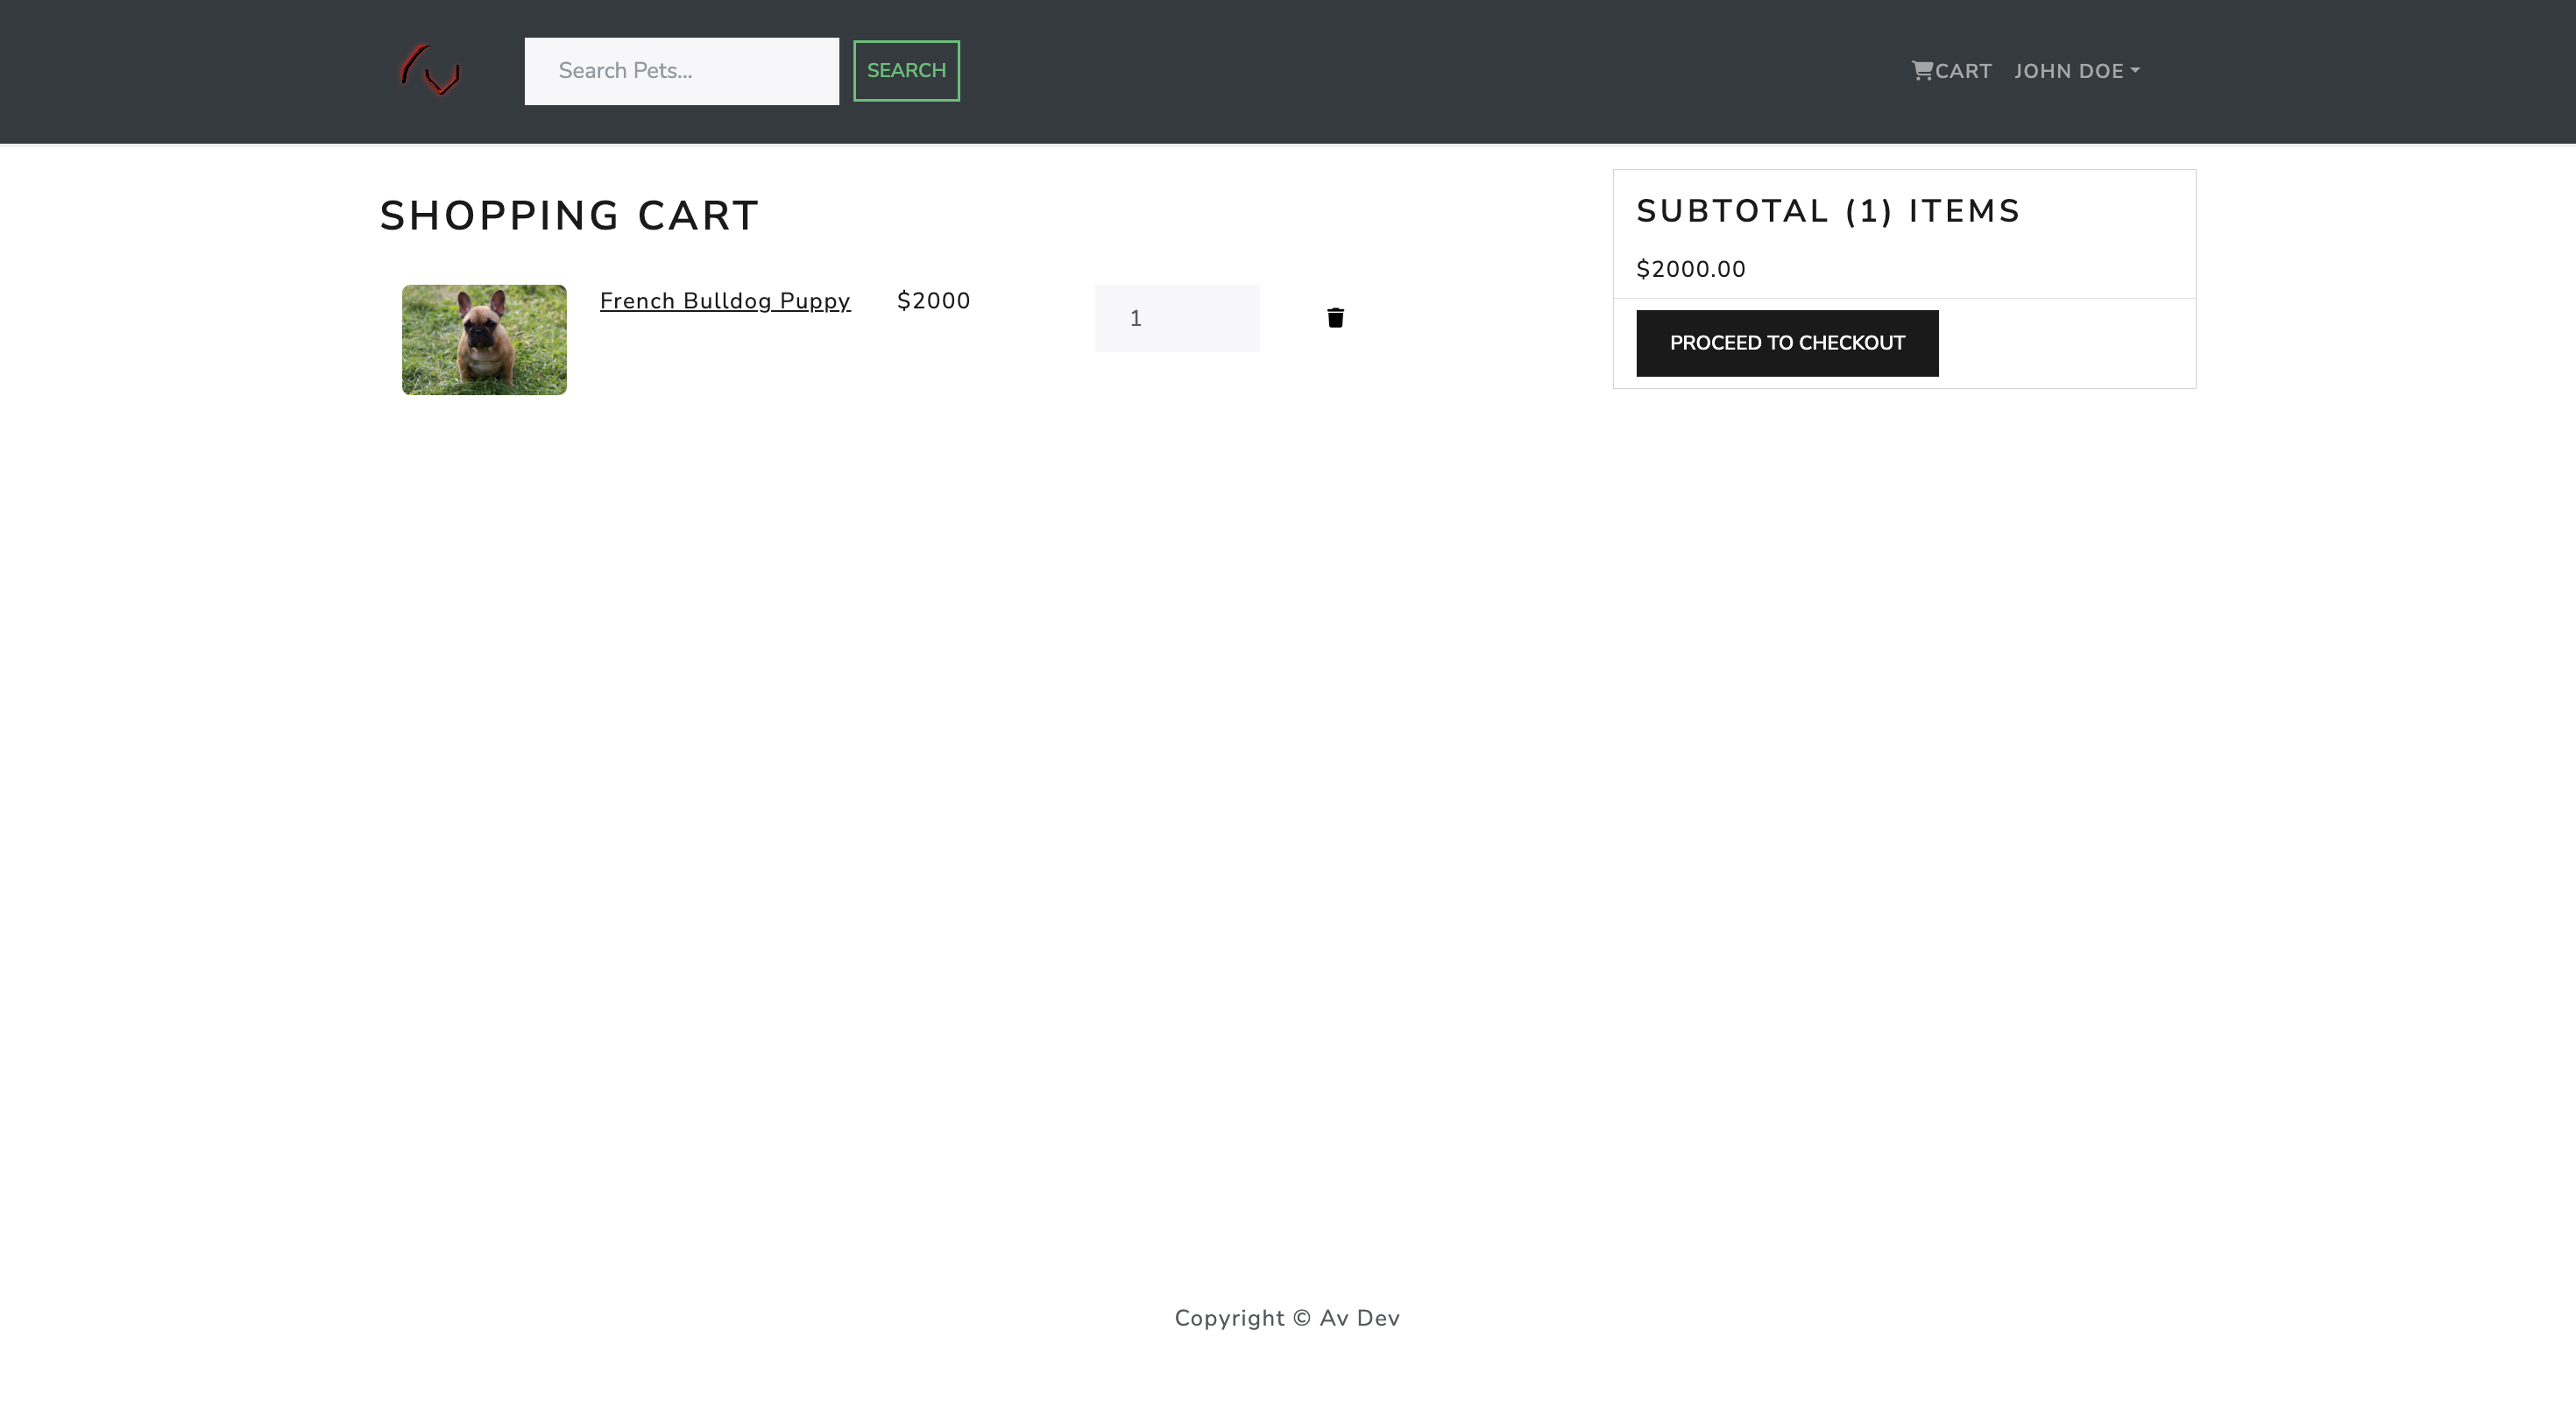 Search Pets...
SEARCH
CART
JOHN DOE
SHOPPING CART
French Bulldog Puppy
$2000
1
SUBTOTAL (1) ITEMS
$2000.00
PROCEED TO CHECKOUT
Copyright © Av Dev